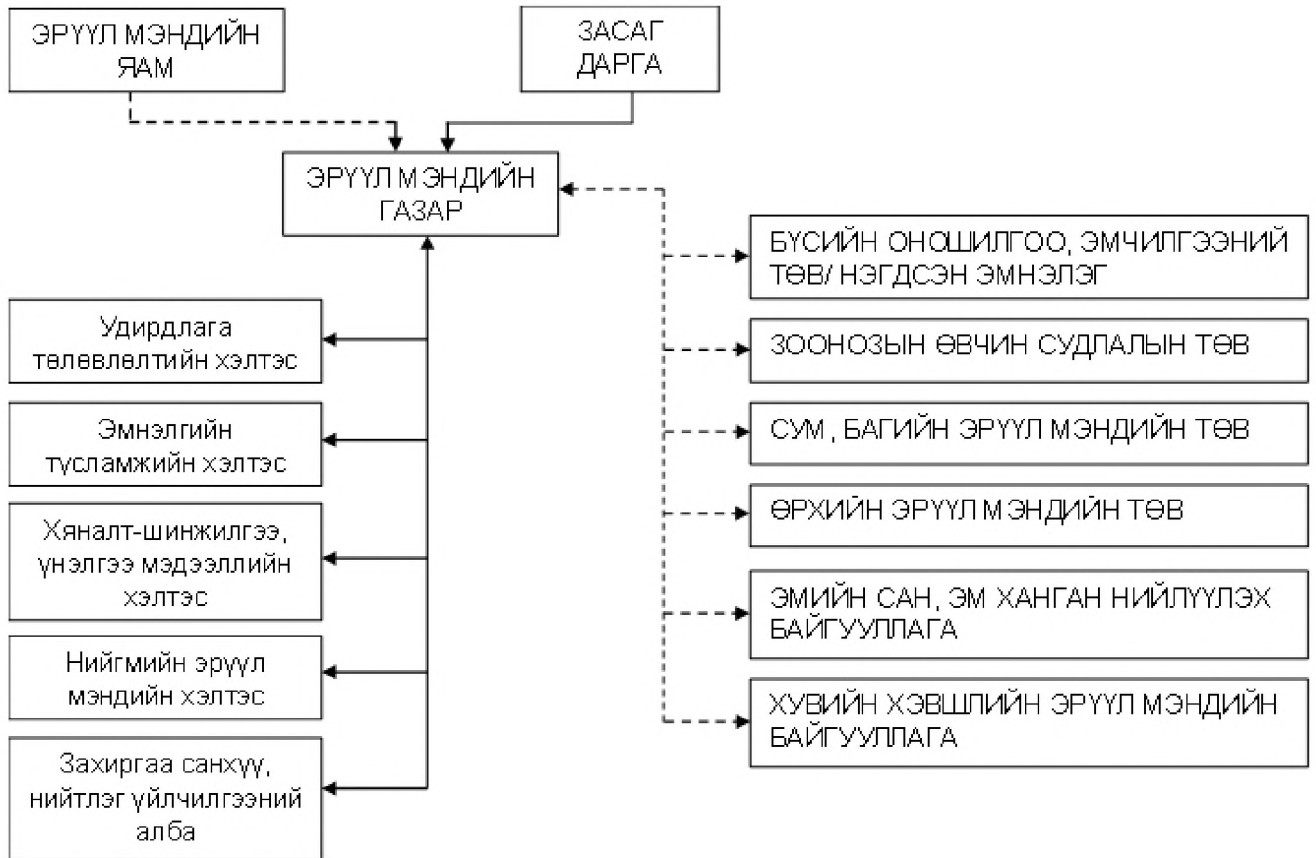 ЭРҮҮЛ МЭНДИЙН
ЯАМ
ЗАСАГ
ДАРГА
ЭРҮҮЛ МЭНДИЙН
ГАЗАР
Удирдлага
төлөвлөлтийн хэлтэс
Эмнэлгийн
тусламжийн хэлтэс
Хяналт-шинжилгээ,
үнэлгээ мэдээллийн
хэлтэс
Нийгмийн эрүүл
мэндийн хэлтэс
Захиргаа санхүү,
нийтлэг үйлчилгээний
алба
БҮСИЙН ОНОШИЛГОО, ЭМЧИЛГЭЭНИЙ
ТӨВ/ НЭГДСЭН ЭМНЭЛЭГ
ЗООНОЗЫН ӨВЧИН СУДЛАЛЫН ТӨВ
СУМ , БАГИЙН ЭРҮҮЛ МЭНДИЙН ТӨВ
ӨРХИЙН ЭРҮҮЛ МЭНДИЙН ТӨВ
ЭМИЙН САН, ЭМ ХАНГАН НИЙЛҮҮЛЭХ
БАЙГУУЛЛАГА
ХУВИЙН ХЭВШЛИЙН ЭРҮҮЛ МЭНДИЙН
БАЙГУУЛЛАГА